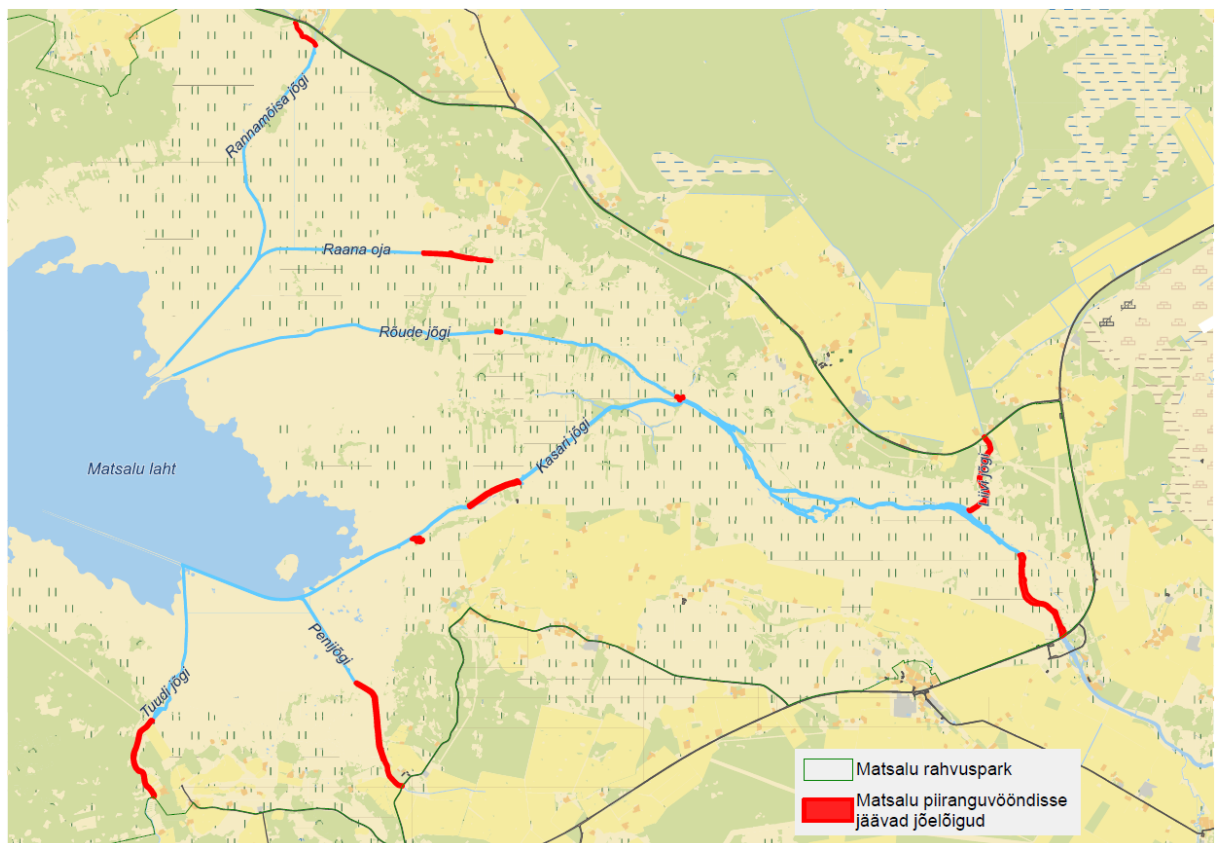 Rannamõisa jõgi
Raana oja
Rõude jõgi
Kasari jõgi
Matsalu laht
Liivi jõgi
Penijõgi
Tuudi jõgi
Matsalu rahvuspark
Matsalu piiranguvööndisse
jäävad jõelõigud